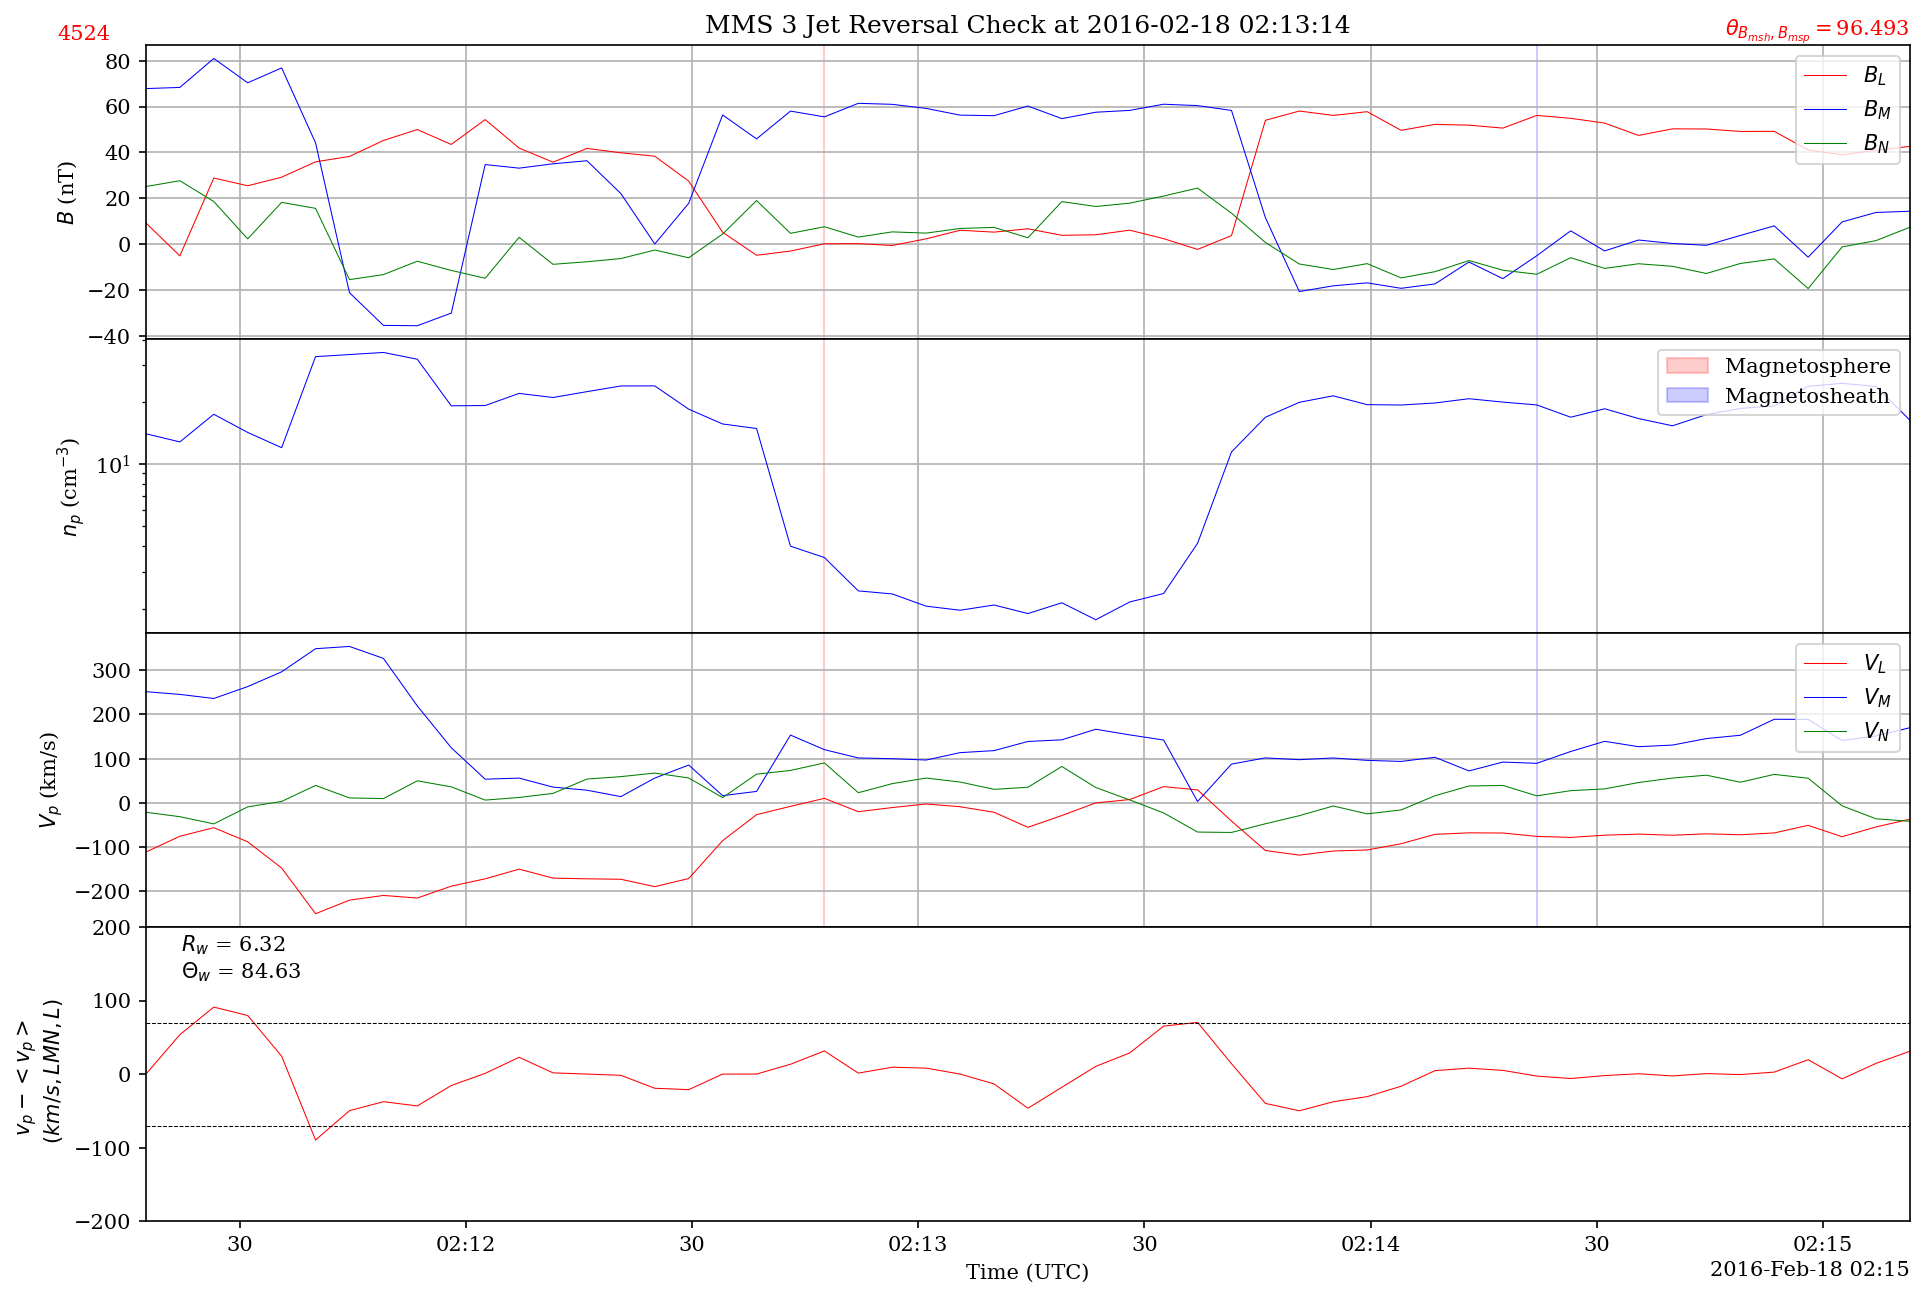 MMS 3 Jet Reversal Check at 2016-02-18 02:13:14
4524
θ_{B_{msh}, B_{msp}} = 96.493
80
60
40
20
0
−20
−40
B (nT)
B_L
B_M
B_N
10^1
n_p (cm^{−3})
Magnetosphere
Magnetosheath
300
200
100
0
−100
−200
V_p (km/s)
V_L
V_M
V_N
200
100
0
−100
−200
v_p − <v_p>
(km/s, LMN, L)
R_w = 6.32
Θ_w = 84.63
30
02:12
30
02:13
30
02:14
30
02:15
Time (UTC)
2016-Feb-18 02:15